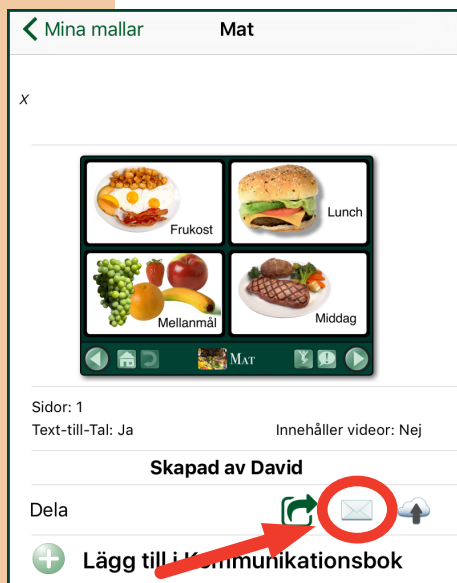 Mina mallar Mat
x
Frukost
Lunch
Mellanmål
Middag
MAT
Sidor: 1
Text-till-Tal: Ja Innehåller videor: Nej
Skapad av David
Dela
Lägg till i Kommunikationsbok